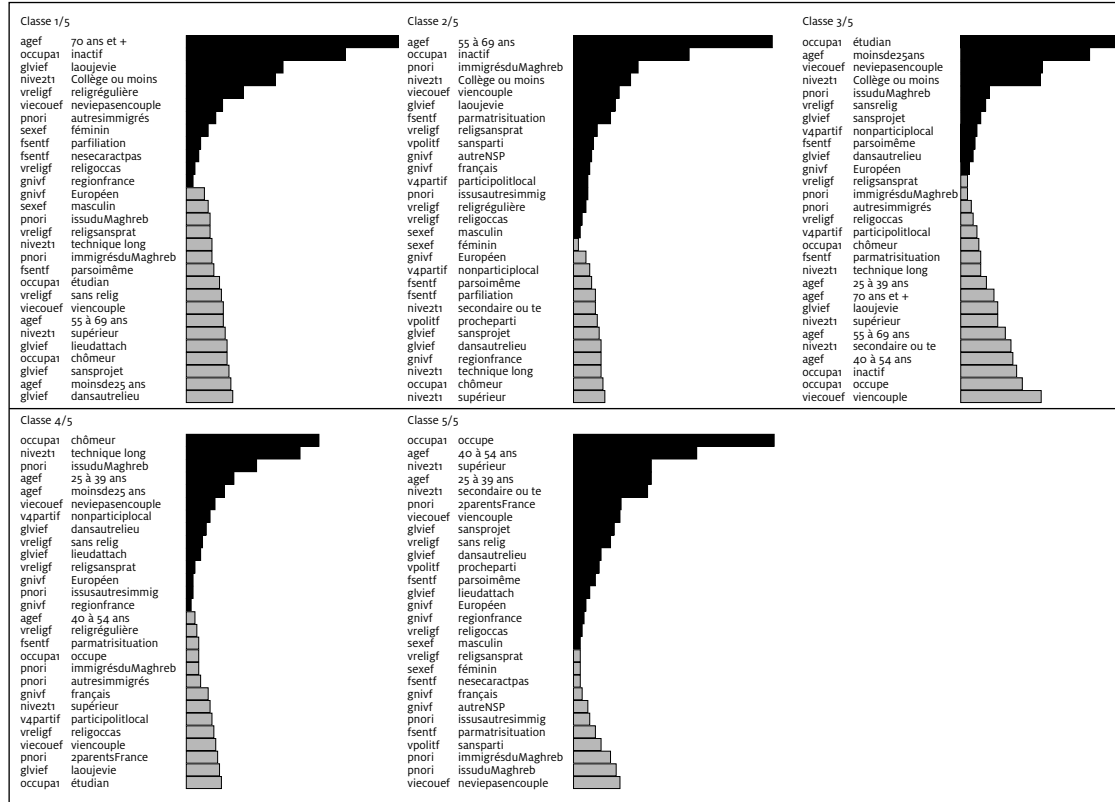 Classe 1/5
agef 70 ans et +
occupa1 inactif
glvief laoujevie
nive2t1 Collège ou moins
vreligf religrégulière
viecouef neviepasencouple
pnori autresimmigrés
sexef féminin
fsentf parfiliation
fsentf nesecaractpas
vreligf religoccas
gnivf regionfrance
gnivf Européen
sexef masculin
pnori issuduMaghreb
vreligf religsansprat
nive2t1 technique long
pnori immigrésduMaghreb
fsentf parsoimême
occupa1 étudian
vreligf sans relig
viecouef viencouple
agef 55 à 69 ans
nive2t1 supérieur
glvief lieudattach
occupa1 chômeur
glvief sansprojet
agef moinsde25 ans
glvief dansautrelieu
Classe 2/5
agef 55 à 69 ans
occupa1 inactif
pnori immigrésduMaghreb
nive2t1 Collège ou moins
viecouef viencouple
glvief laoujevie
fsentf parmatrisituation
vreligf religsansprat
vpolitf sansparti
gnivf autreNSP
gnivf français
v4partif participolitlocal
pnori issusautresimmig
vreligf religrégulière
vreligf religoccas
sexef masculin
sexef féminin
gnivf Européen
v4partif nonparticiplocal
fsentf parsoimême
fsentf parfiliation
nive2t1 secondaire ou te
vpolitf procheparti
glvief sansprojet
glvief dansautrelieu
gnivf regionfrance
nive2t1 technique long
occupa1 chômeur
nive2t1 supérieur
Classe 3/5
occupa1 étudian
agef moinsde25ans
viecouef neviepasencouple
nive2t1 Collège ou moins
pnori issuduMaghreb
vreligf sansrelig
glvief sansprojet
v4partif nonparticiplocal
fsentf parsoimême
glvief dansautrelieu
gnivf Européen
vreligf religsansprat
pnori immigrésduMaghreb
pnori autresimmigrés
vreligf religoccas
v4partif participolitlocal
occupa1 chômeur
fsentf parmatrisituation
nive2t1 technique long
agef 25 à 39 ans
agef 70 ans et +
glvief laoujevie
nive2t1 supérieur
agef 55 à 69 ans
nive2t1 secondaire ou te
agef 40 à 54 ans
occupa1 inactif
occupa1 occupe
viecouef viencouple
Classe 4/5
occupa1 chômeur
nive2t1 technique long
pnori issuduMaghreb
agef 25 à 39 ans
agef moinsde25 ans
viecouef neviepasencouple
v4partif nonparticiplocal
glvief dansautrelieu
vreligf sans relig
glvief lieudattach
vreligf religsansprat
gnivf Européen
pnori issusautresimmig
gnivf regionfrance
agef 40 à 54 ans
vreligf religrégulière
fsentf parmatrisituation
occupa1 occupe
pnori immigrésduMaghreb
pnori autresimmigrés
gnivf français
nive2t1 supérieur
v4partif participolitlocal
vreligf religoccas
viecouef viencouple
pnori 2parentsFrance
glvief laoujevie
occupa1 étudian
Classe 5/5
occupa1 occupe
agef 40 à 54 ans
nive2t1 supérieur
agef 25 à 39 ans
nive2t1 secondaire ou te
pnori 2parentsFrance
viecouef viencouple
glvief sansprojet
vreligf sans relig
glvief dansautrelieu
vpolitf procheparti
fsentf parsoimême
glvief lieudattach
gnivf Européen
gnivf regionfrance
vreligf religoccas
sexef masculin
vreligf religsansprat
sexef féminin
fsentf nesecaractpas
gnivf français
gnivf autreNSP
pnori issusautresimmig
fsentf parmatrisituation
vpolitf sansparti
pnori immigrésduMaghreb
pnori issuduMaghreb
viecouef neviepasencouple